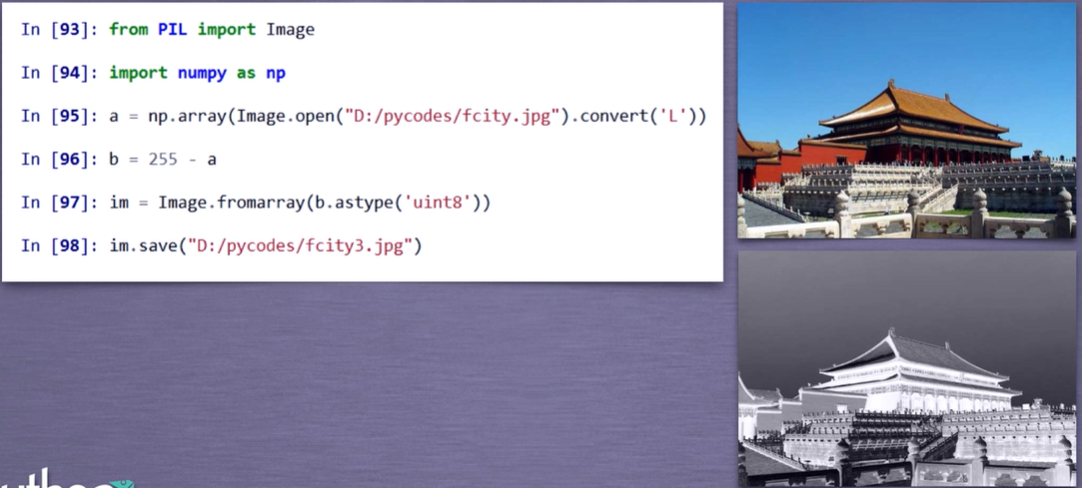 In [93]: from PIL import Image
In [94]: import numpy as np
In [95]: a = np.array(Image.open("D:/pycodes/fcity.jpg").convert('L'))
In [96]: b = 255 - a
In [97]: im = Image.fromarray(b.astype('uint8'))
In [98]: im.save("D:/pycodes/fcity3.jpg")